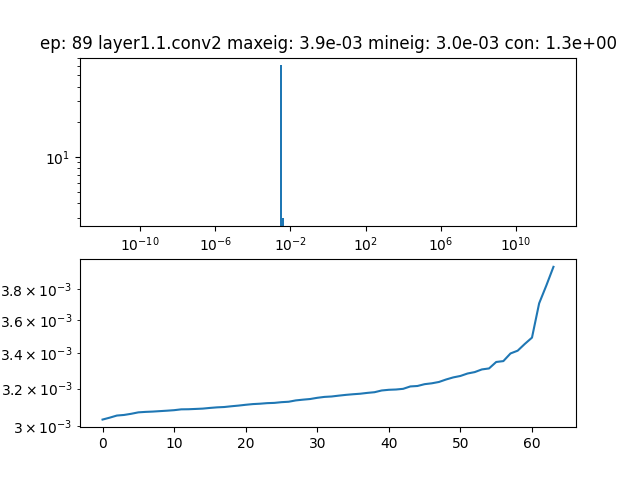 ep: 89 layer1.1.conv2 maxeig: 3.9e-03 mineig: 3.0e-03 con: 1.3e+00
10¹
10⁻¹⁰ 10⁻⁶ 10⁻² 10² 10⁶ 10¹⁰
3.8 × 10⁻³
3.6 × 10⁻³
3.4 × 10⁻³
3.2 × 10⁻³
3 × 10⁻³
0 10 20 30 40 50 60